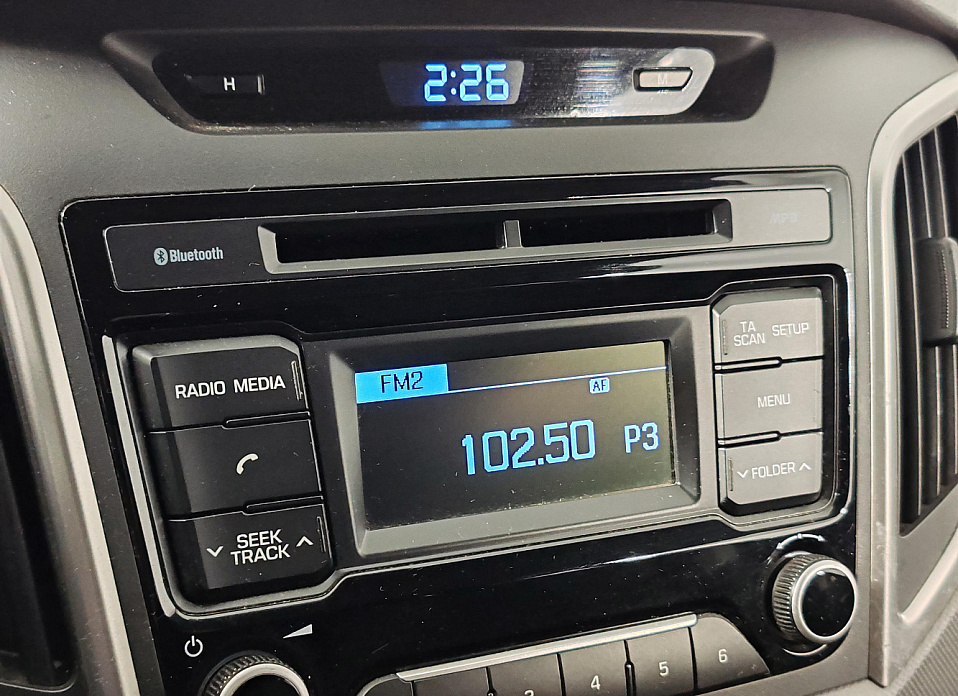 H
2:26
M
Bluetooth
RADIO MEDIA
SEEK
TRACK
FM2
AF
102.50 P3
TA
SCAN SETUP
MENU
FOLDER
4
5
6